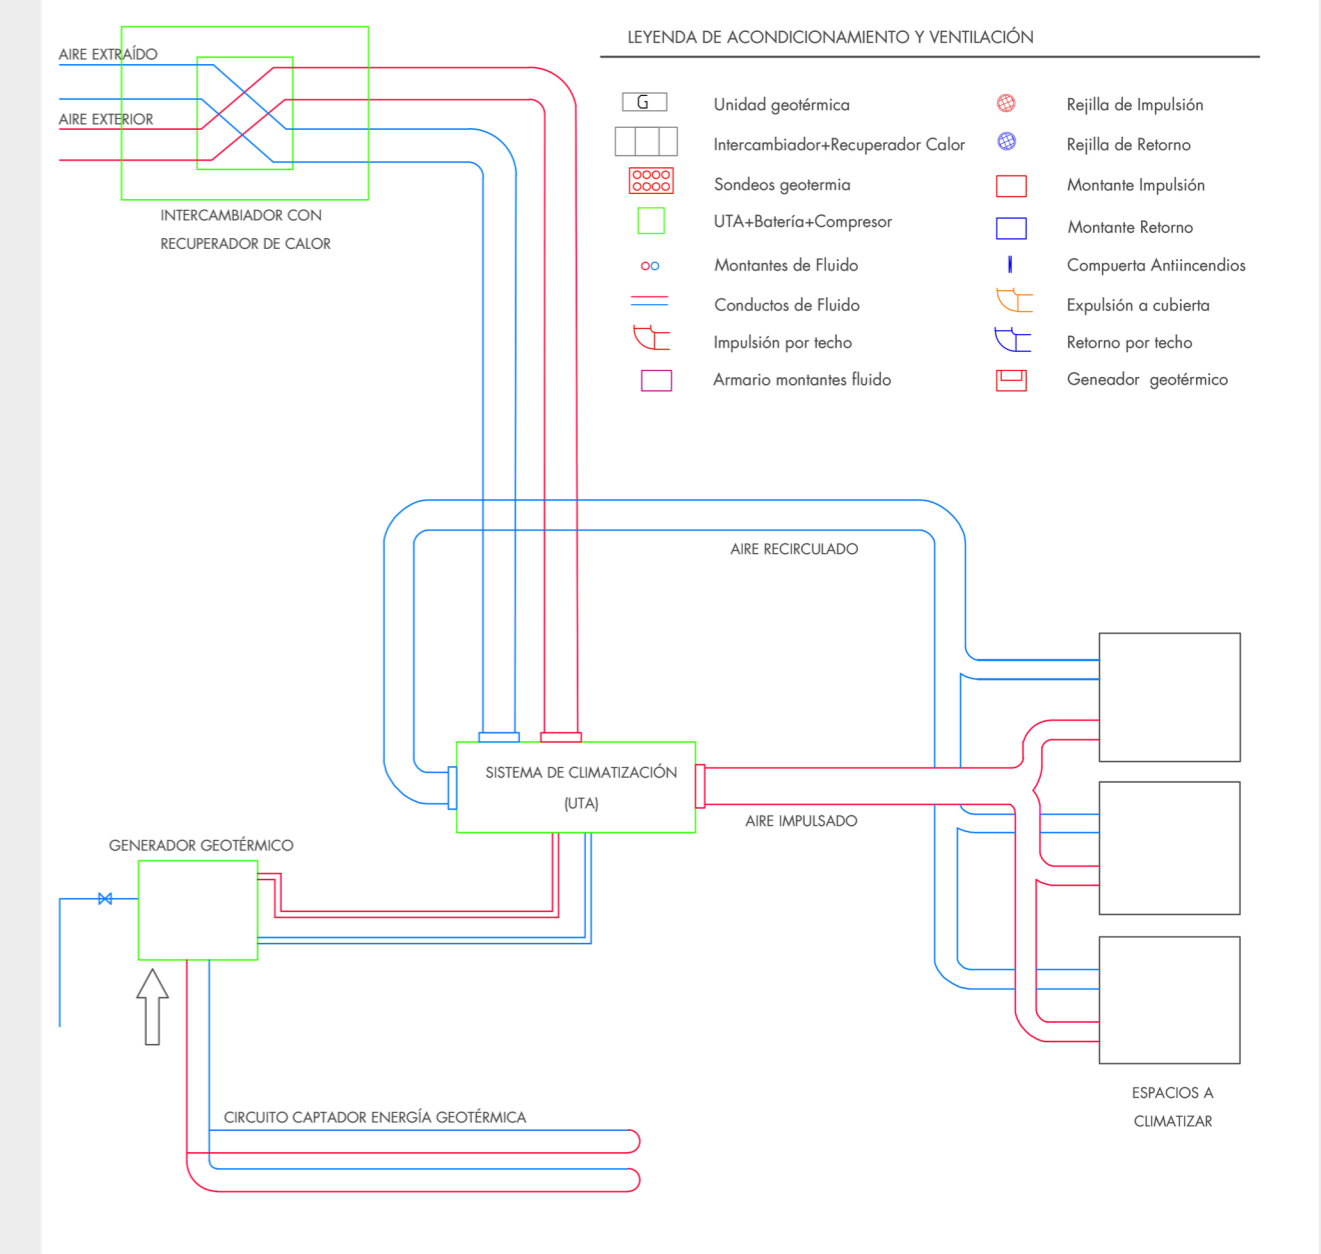 AIRE EXTRAÍDO
AIRE EXTERIOR
INTERCAMBIADOR CON
RECUPERADOR DE CALOR
LEYENDA DE ACONDICIONAMIENTO Y VENTILACIÓN
G
Unidad geotérmica
Intercambiador+Recuperador Calor
Sondeos geotermia
UTA+Batería+Compresor
Montantes de Fluido
Conductos de Fluido
Impulsión por techo
Armario montantes fluido
Rejilla de Impulsión
Rejilla de Retorno
Montante Impulsión
Montante Retorno
Compuerta Antiincendios
Expulsión a cubierta
Retorno por techo
Geneador geotérmico
AIRE RECIRCULADO
SISTEMA DE CLIMATIZACIÓN
(UTA)
AIRE IMPULSADO
GENERADOR GEOTÉRMICO
CIRCUITO CAPTADOR ENERGÍA GEOTÉRMICA
ESPACIOS A
CLIMATIZAR